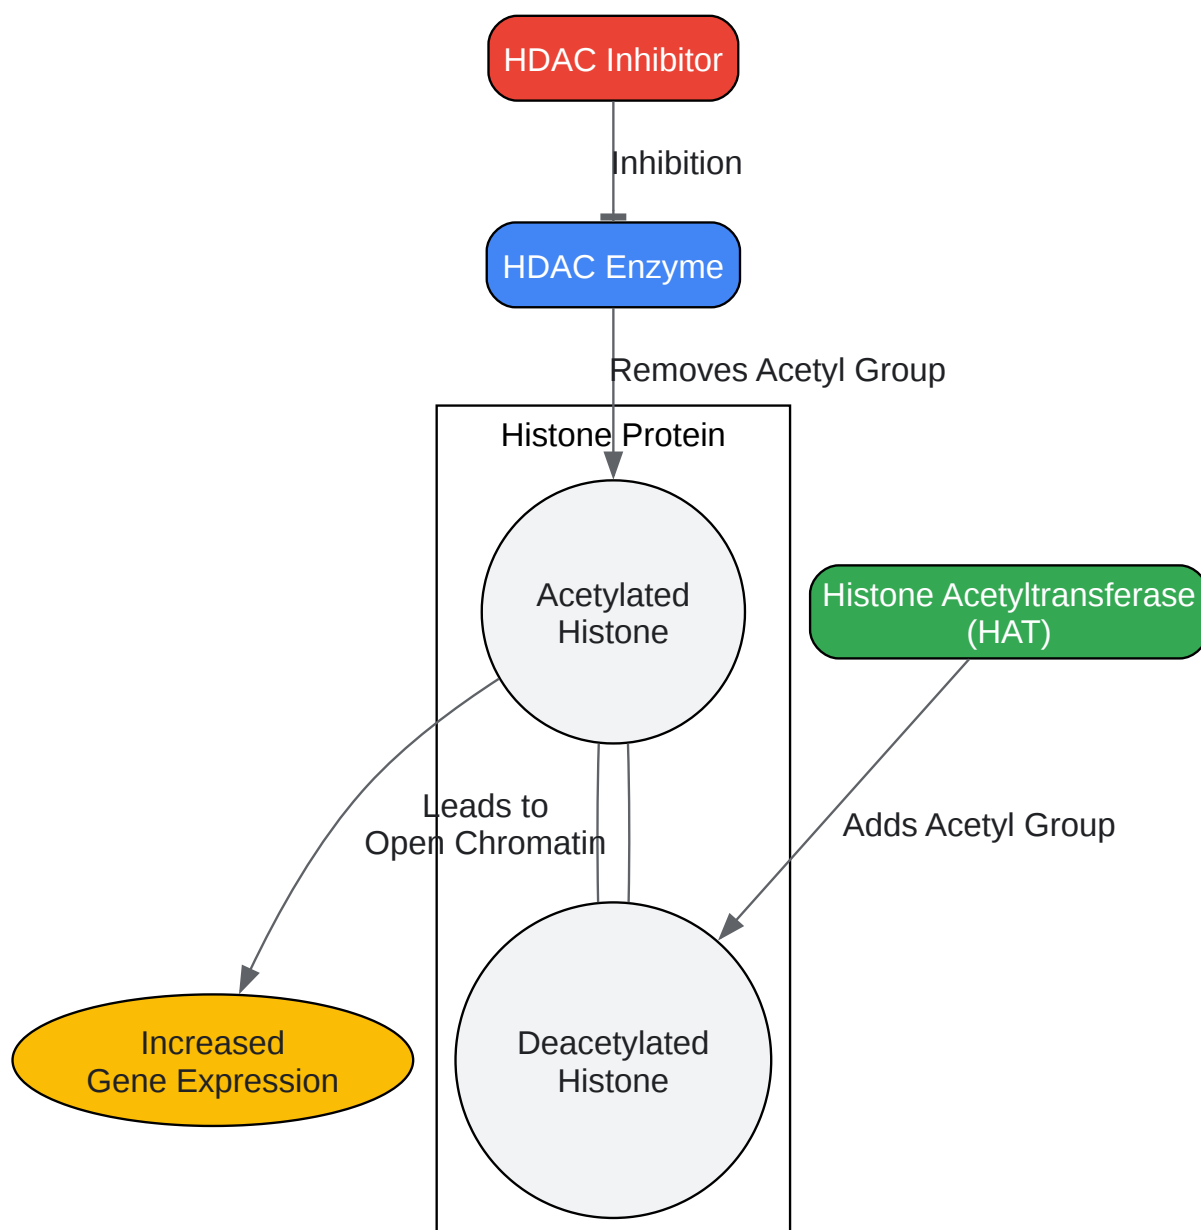 HDAC Inhibitor
Inhibition
HDAC Enzyme
Removes Acetyl Group
Histone Protein
Acetylated
Histone
Histone Acetyltransferase
(HAT)
Leads to
Open Chromatin
Adds Acetyl Group
Increased
Gene Expression
Deacetylated
Histone